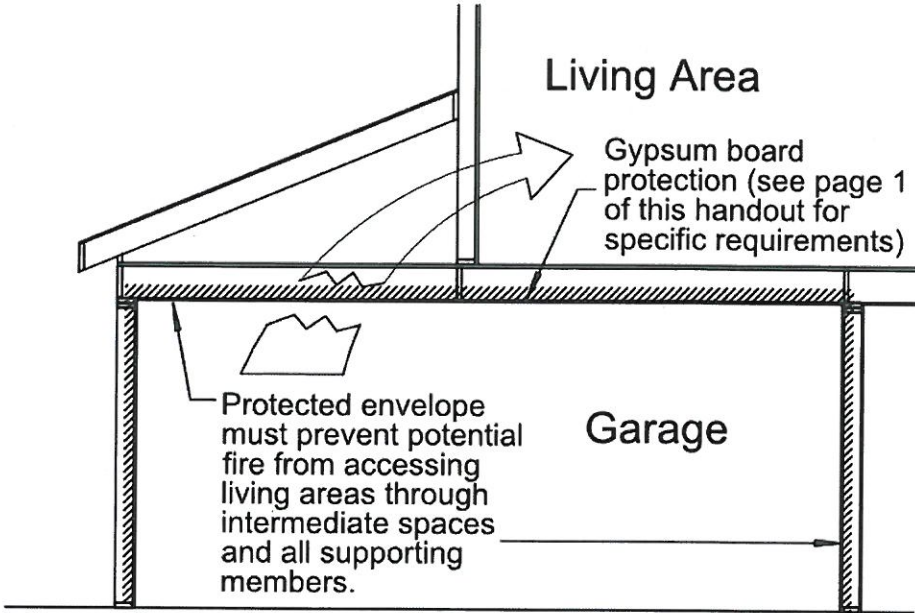 Living Area
Gypsum board
protection (see page 1
of this handout for
specific requirements)
Protected envelope
must prevent potential
fire from accessing
living areas through
intermediate spaces
and all supporting
members.
Garage